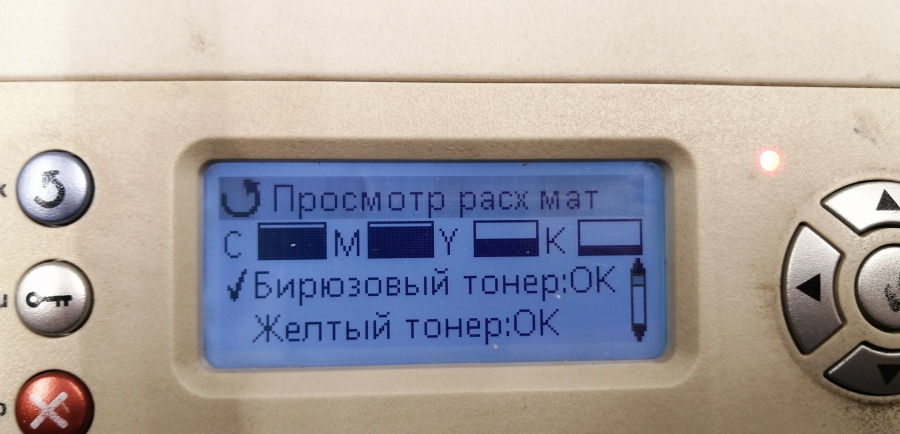 Просмотр расх мат
C M Y K
Бирюзовый тонер:OK
Желтый тонер:OK